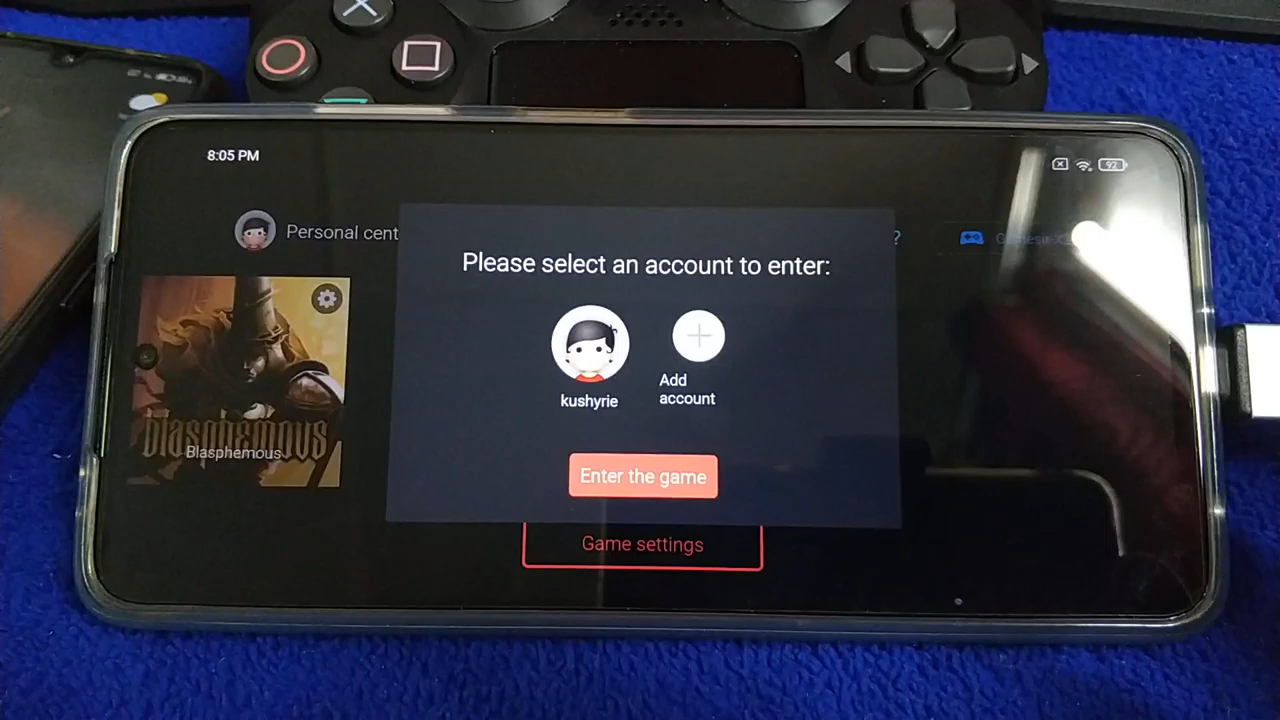 8:05 PM
92
Personal cent
?
Please select an account to enter:
kushyrie
Add
account
blasphemous
Blasphemous
Enter the game
Game settings